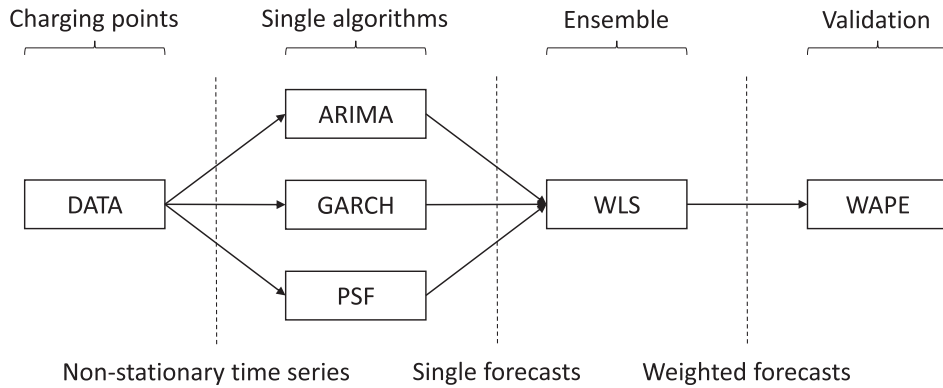 Charging points
Single algorithms
Ensemble
Validation
ARIMA
DATA
GARCH
WLS
WAPE
PSF
Non-stationary time series
Single forecasts
Weighted forecasts